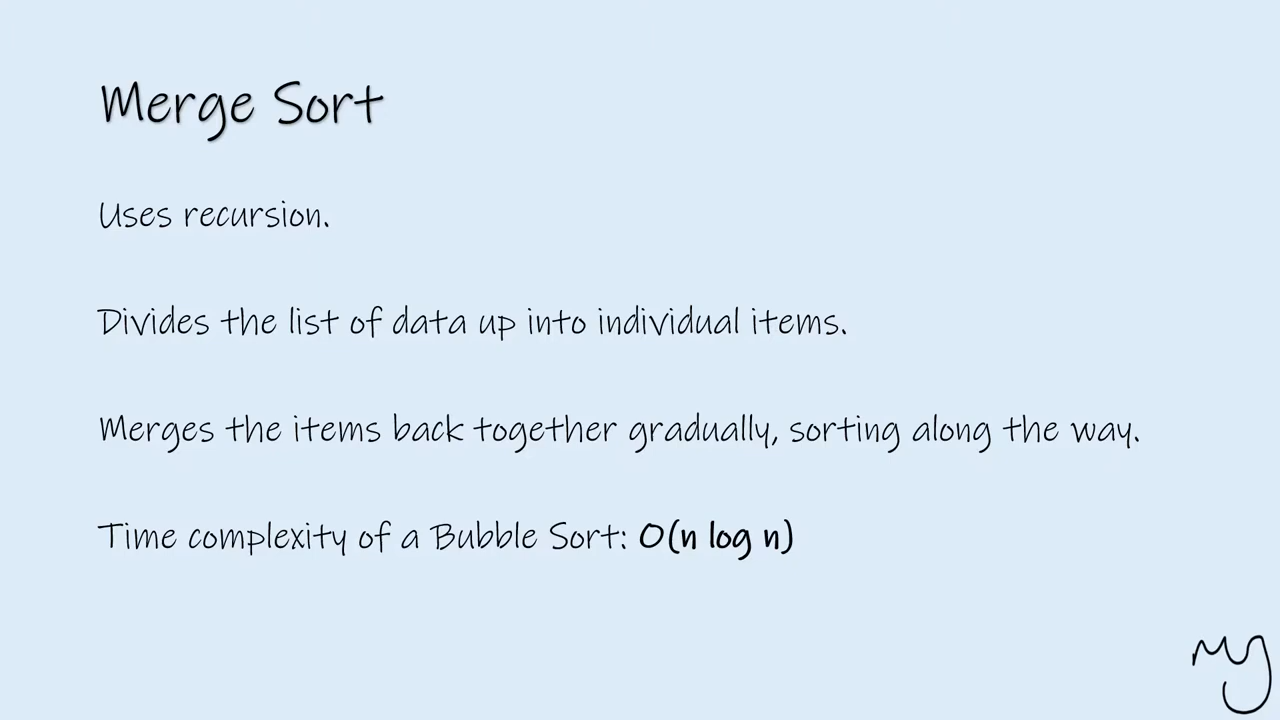 Merge Sort
Uses recursion.
Divides the list of data up into individual items.
Merges the items back together gradually, sorting along the way.
Time complexity of a Bubble Sort: O(n log n)